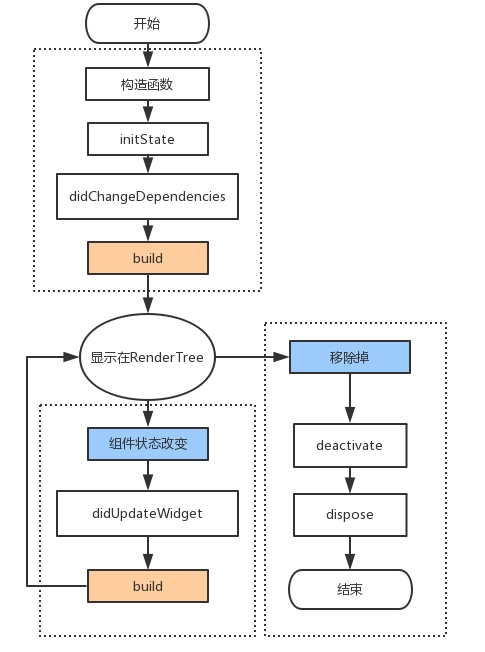 开始
构造函数
initState
didChangeDependencies
build
显示在RenderTree
移除掉
组件状态改变
deactivate
didUpdateWidget
dispose
build
结束